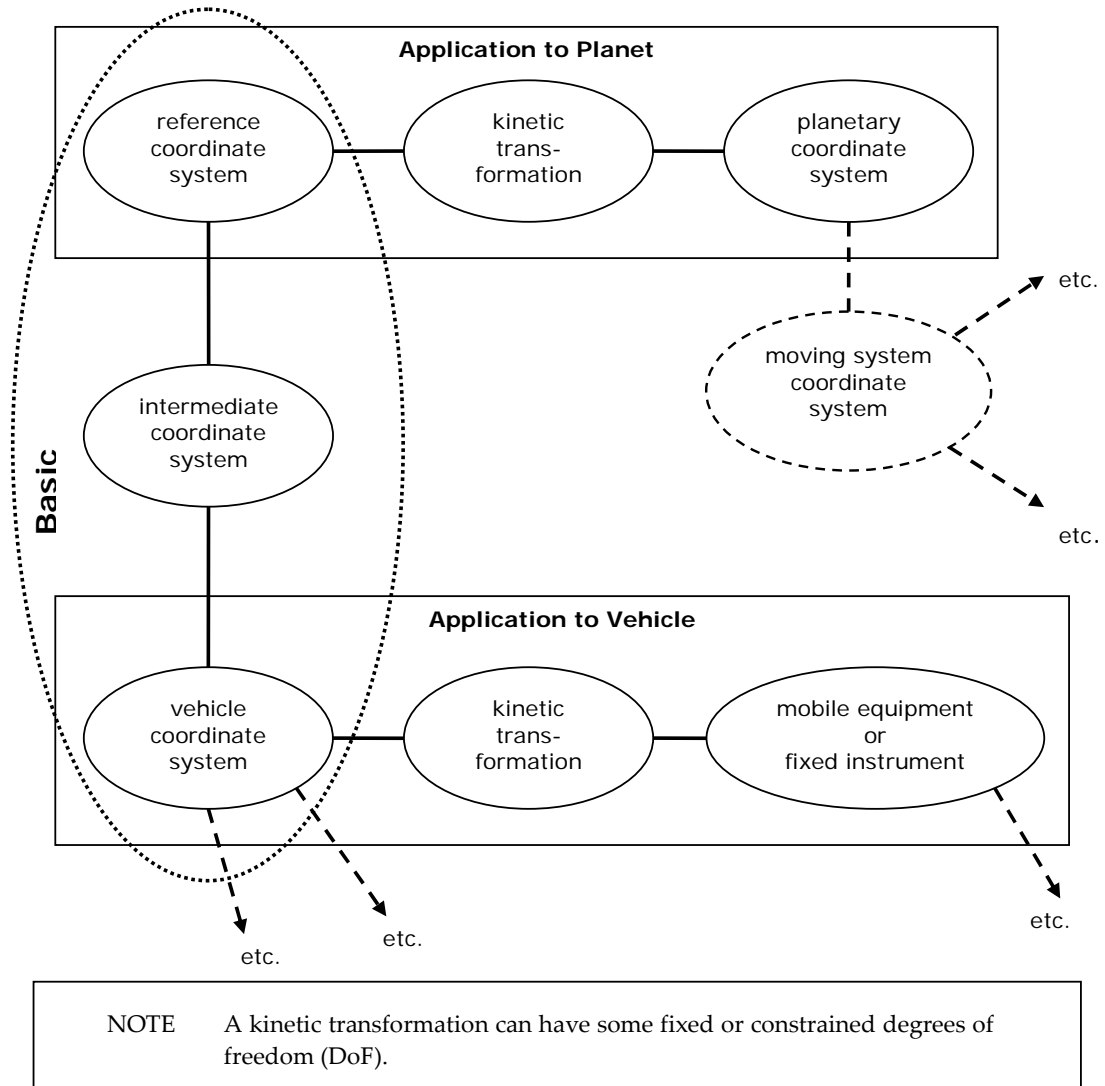 Application to Planet
reference
coordinate
system
kinetic
trans-
formation
planetary
coordinate
system
etc.
moving system
coordinate
system
etc.
intermediate
coordinate
system
Basic
Application to Vehicle
vehicle
coordinate
system
kinetic
trans-
formation
mobile equipment
or
fixed instrument
etc.
etc.
etc.
NOTE A kinetic transformation can have some fixed or constrained degrees of
freedom (DoF).